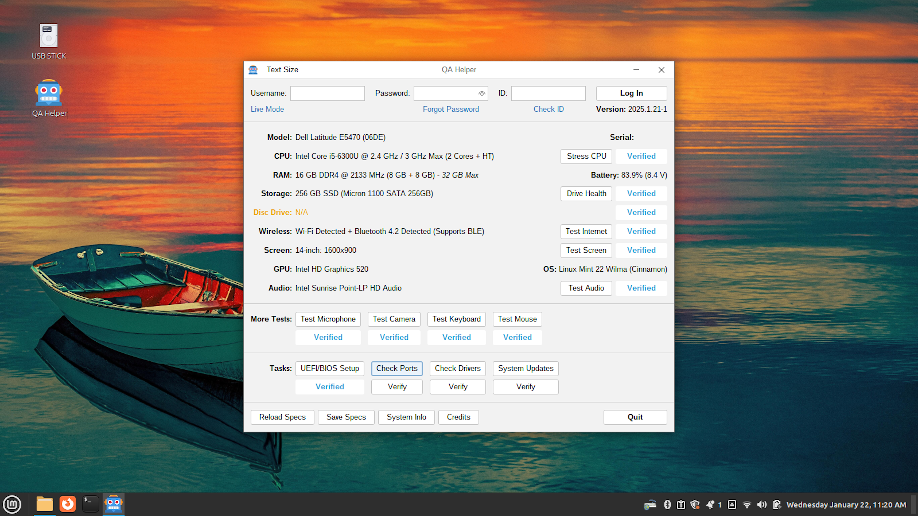 USB STICK
QA Helper
Text Size
QA Helper
Username:
Password:
ID:
Log In
Live Mode
Forgot Password
Check ID
Version: 2025.1.21-1
Model: Dell Latitude E5470 (06DE)
Serial:
CPU: Intel Core i5-6300U @ 2.4 GHz / 3 GHz Max (2 Cores + HT)
Stress CPU
Verified
RAM: 16 GB DDR4 @ 2133 MHz (8 GB + 8 GB) - 32 GB Max
Battery: 83.9% (8.4 V)
Storage: 256 GB SSD (Micron 1100 SATA 256GB)
Drive Health
Verified
Disc Drive: N/A
Verified
Wireless: Wi-Fi Detected + Bluetooth 4.2 Detected (Supports BLE)
Test Internet
Verified
Screen: 14-inch: 1600x900
Test Screen
Verified
GPU: Intel HD Graphics 520
OS: Linux Mint 22 Wilma (Cinnamon)
Audio: Intel Sunrise Point-LP HD Audio
Test Audio
Verified
More Tests:
Test Microphone
Test Camera
Test Keyboard
Test Mouse
Verified
Verified
Verified
Verified
Tasks:
UEFI/BIOS Setup
Check Ports
Check Drivers
System Updates
Verified
Verify
Verify
Verify
Reload Specs
Save Specs
System Info
Credits
Quit
1
Wednesday January 22, 11:20 AM